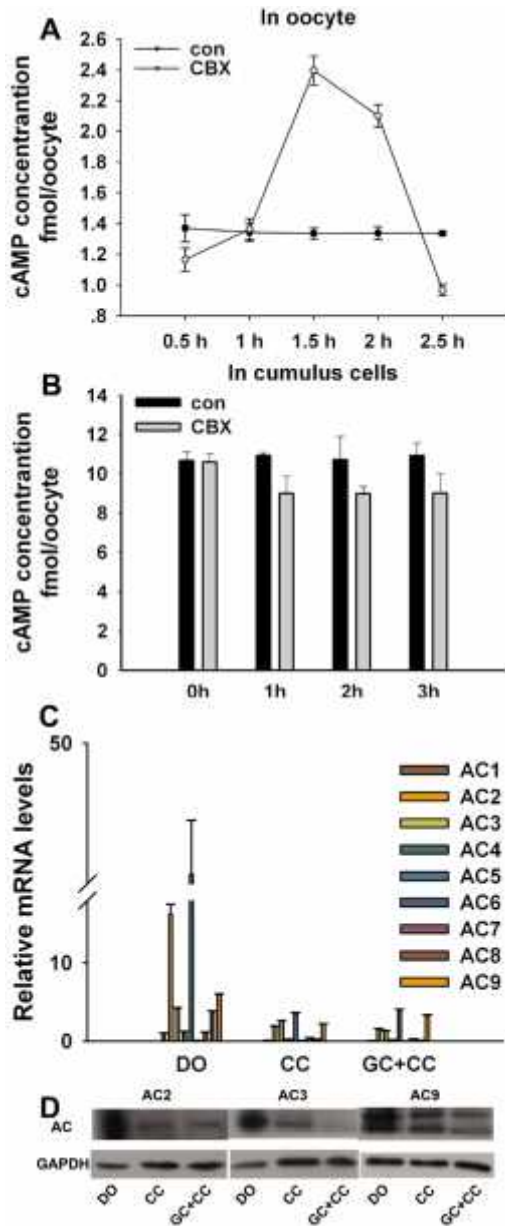 A In oocyte
con
CBX
cAMP concentrantion
fmol/oocyte
2.6
2.4
2.2
2.0
1.8
1.6
1.4
1.2
1.0
.8
0.5 h 1 h 1.5 h 2 h 2.5 h
B In cumulus cells
con
CBX
cAMP concentrantion
fmol/oocyte
14
12
10
8
6
4
2
0
0h 1h 2h 3h
C
Relative mRNA levels
50
10
0
AC1
AC2
AC3
AC4
AC5
AC6
AC7
AC8
AC9
DO CC GC+CC
D AC2 AC3 AC9
AC
GAPDH
DO CC GC+CC DO CC GC+CC DO CC GC+CC